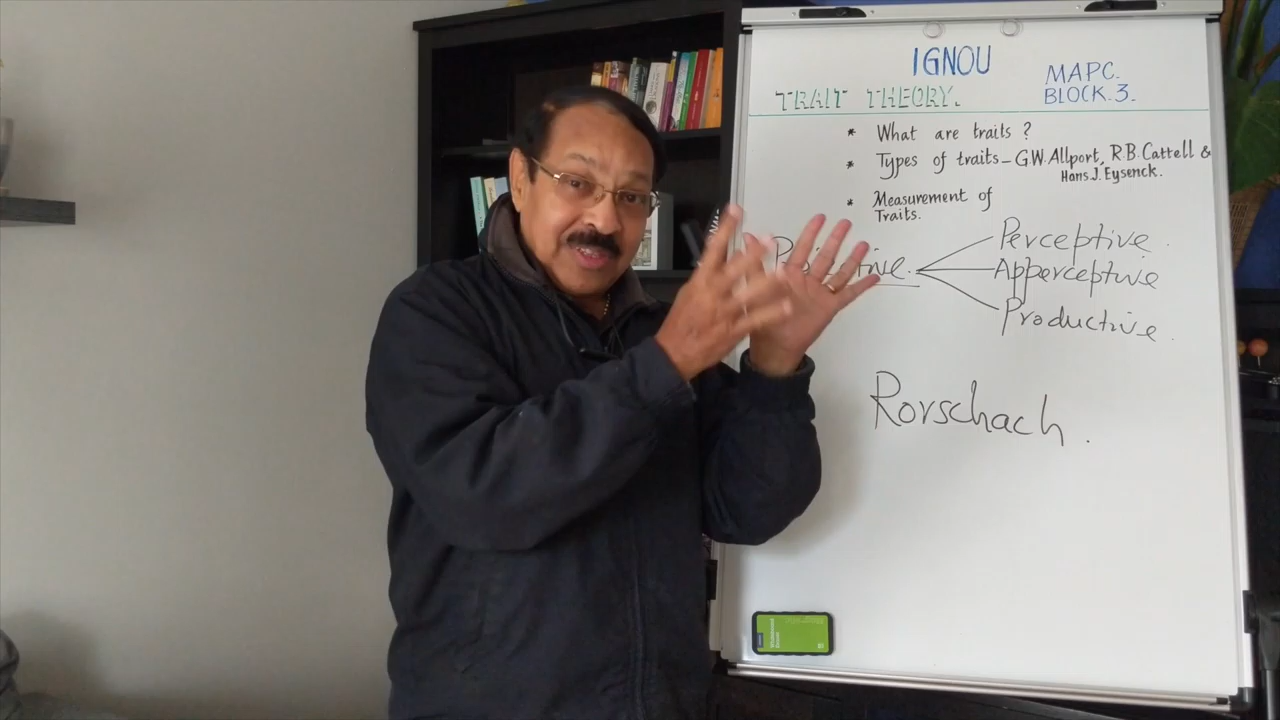 IGNOU
MAPC.
TRAIT THEORY.
BLOCK.3.
* What are traits ?
* Types of traits - G.W. Allport, R.B. Cattell &
Hans. J. Eysenck.
* Measurement of
Traits.
Perceptive.
Apperceptive
Productive.
Rorschach.